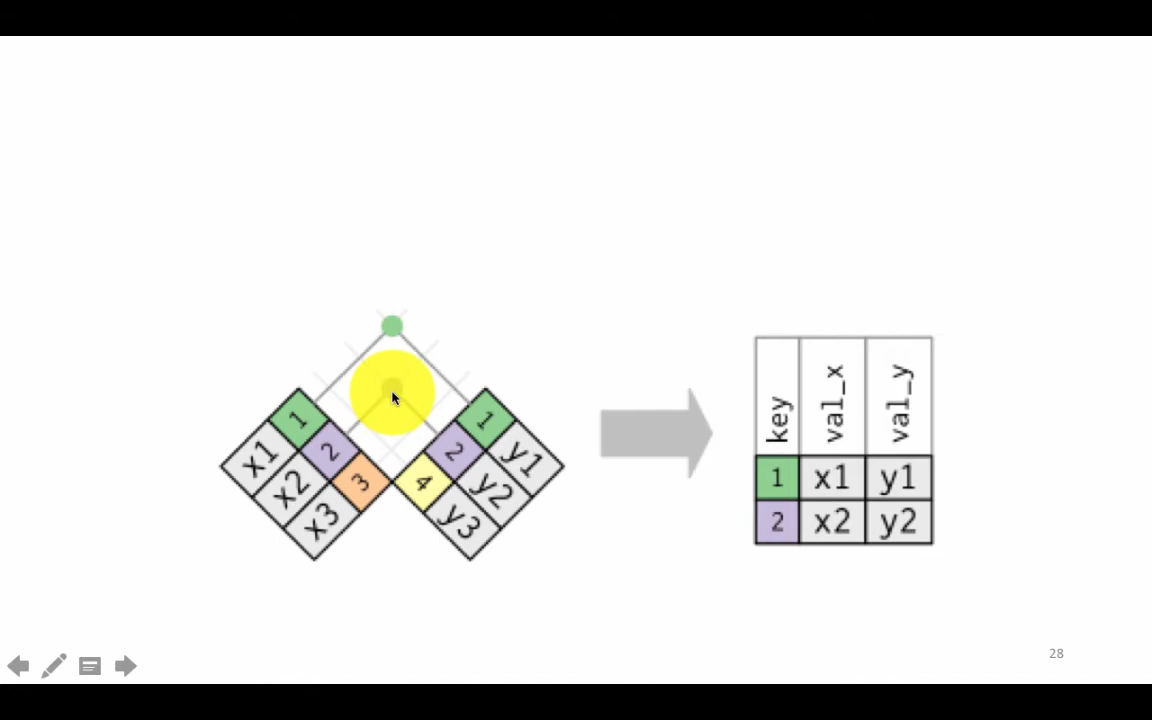 1 2 3
x1 x2 x3
1 2 4
y1 y2 y3
key val_x val_y
1 x1 y1
2 x2 y2
28